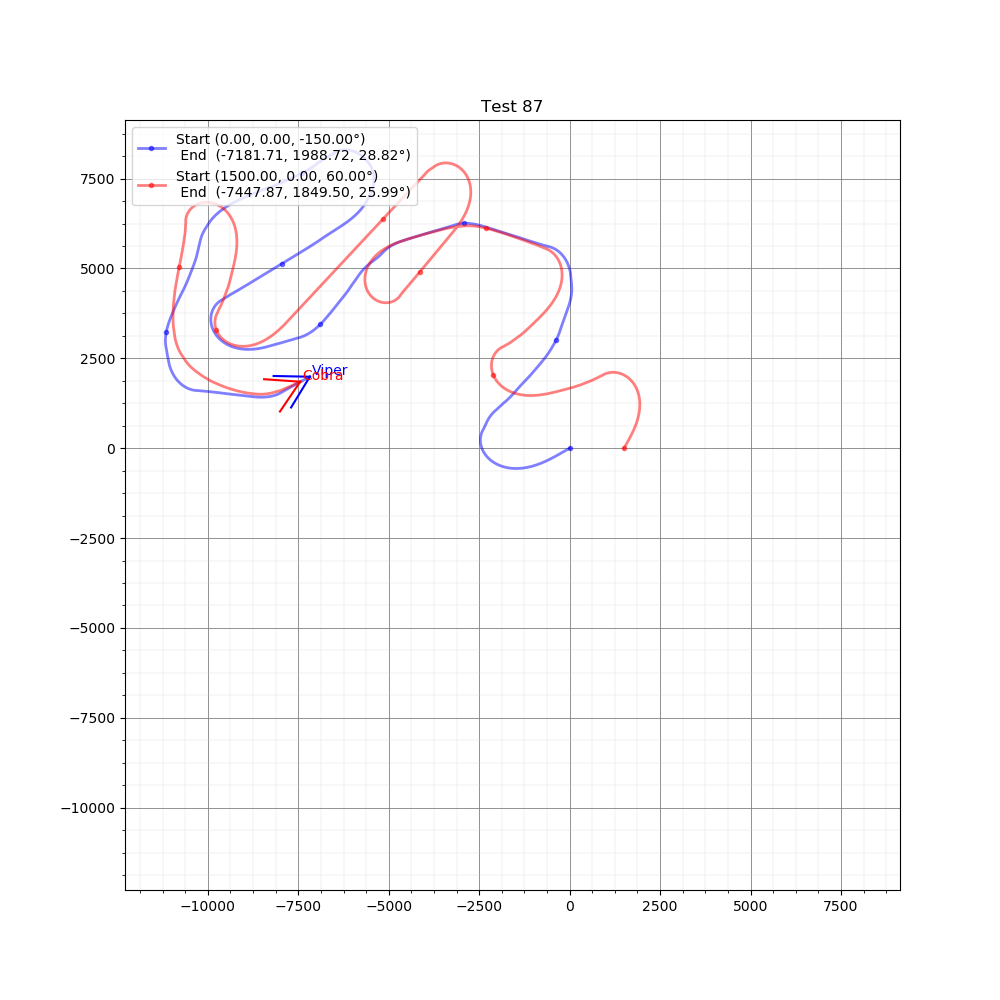 Test 87
Start (0.00, 0.00, -150.00°)
End (-7181.71, 1988.72, 28.82°)
Start (1500.00, 0.00, 60.00°)
End (-7447.87, 1849.50, 25.99°)
7500
5000
2500
0
−2500
−5000
−7500
−10000
Viper
Cobra
−10000 −7500 −5000 −2500 0 2500 5000 7500